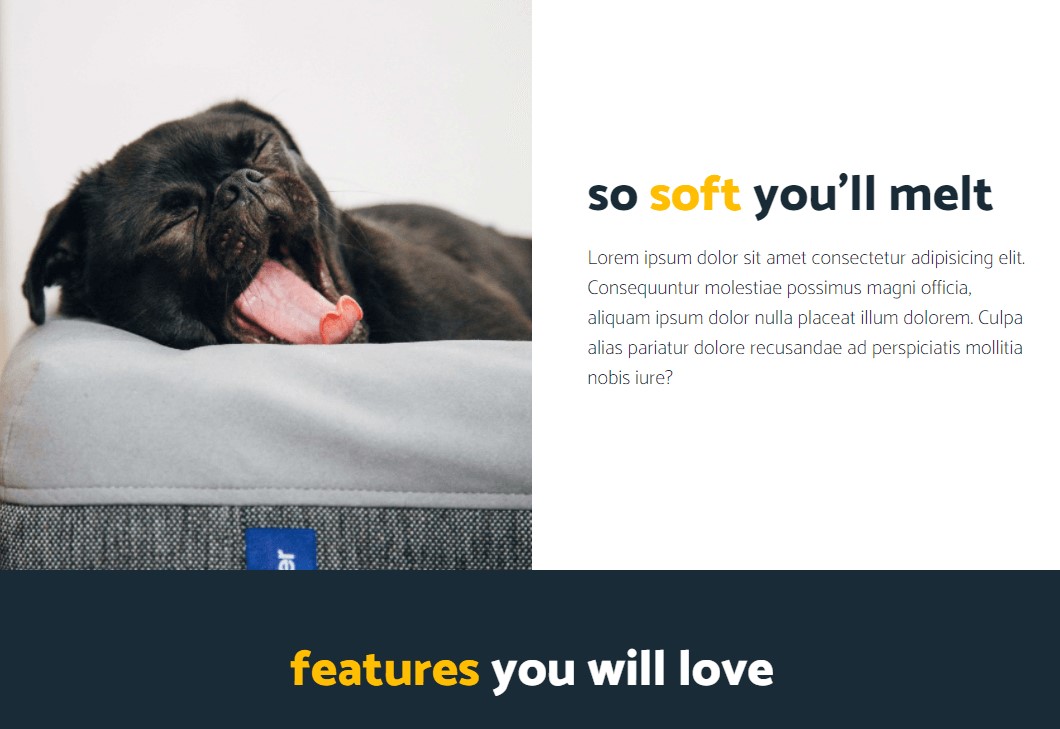 so soft you’ll melt
Lorem ipsum dolor sit amet consectetur adipisicing elit.
Consequuntur molestiae possimus magni officia,
aliquam ipsum dolor nulla placeat illum dolorem. Culpa
alias pariatur dolore recusandae ad perspiciatis mollitia
nobis iure?
er
features you will love